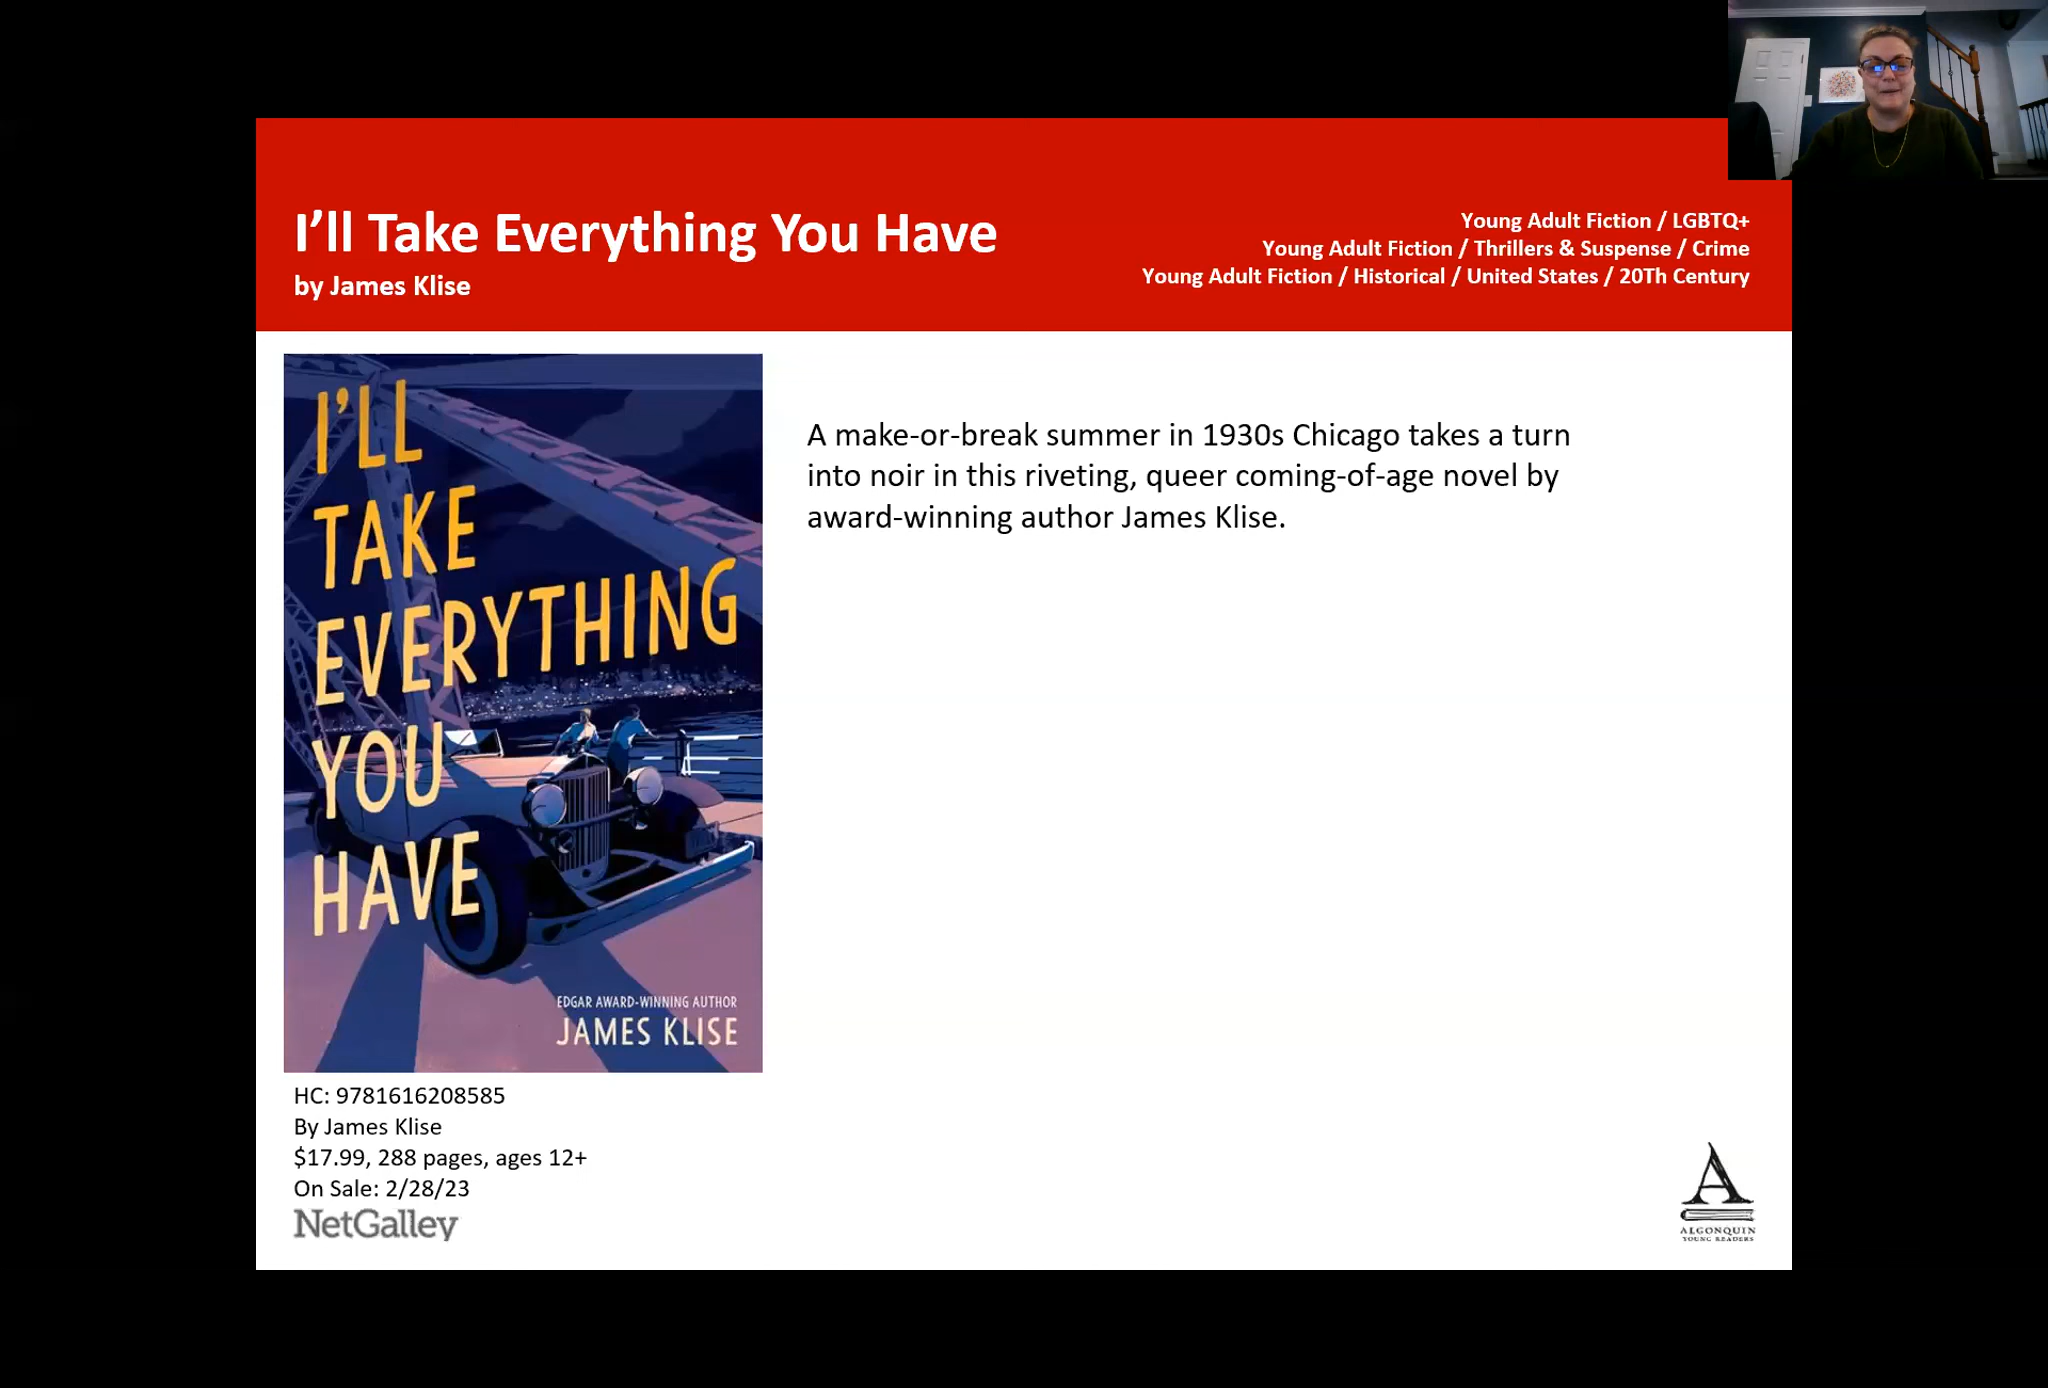 I'll Take Everything You Have
by James Klise
Young Adult Fiction / LGBTQ+
Young Adult Fiction / Thrillers & Suspense / Crime
Young Adult Fiction / Historical / United States / 20Th Century
I'LL
TAKE
EVERYTHING
YOU
HAVE
EDGAR AWARD-WINNING AUTHOR
JAMES KLISE
A make-or-break summer in 1930s Chicago takes a turn
into noir in this riveting, queer coming-of-age novel by
award-winning author James Klise.
HC: 9781616208585
By James Klise
$17.99, 288 pages, ages 12+
On Sale: 2/28/23
NetGalley
A
ALGONQUIN
YOUNG READERS